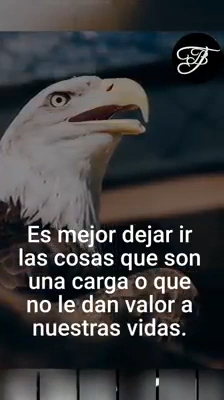 Es mejor dejar ir
las cosas que son
una carga o que
no le dan valor a
nuestras vidas.